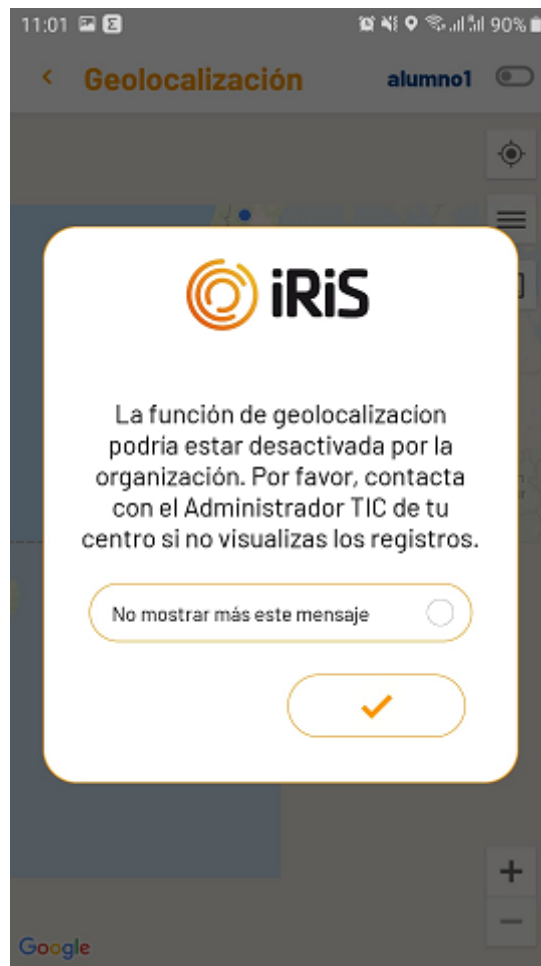 11:01 90%
Geolocalización alumno1
iRiS
La función de geolocalizacion
podría estar desactivada por la
organización. Por favor, contacta
con el Administrador TIC de tu
centro si no visualizas los registros.
No mostrar más este mensaje
Google